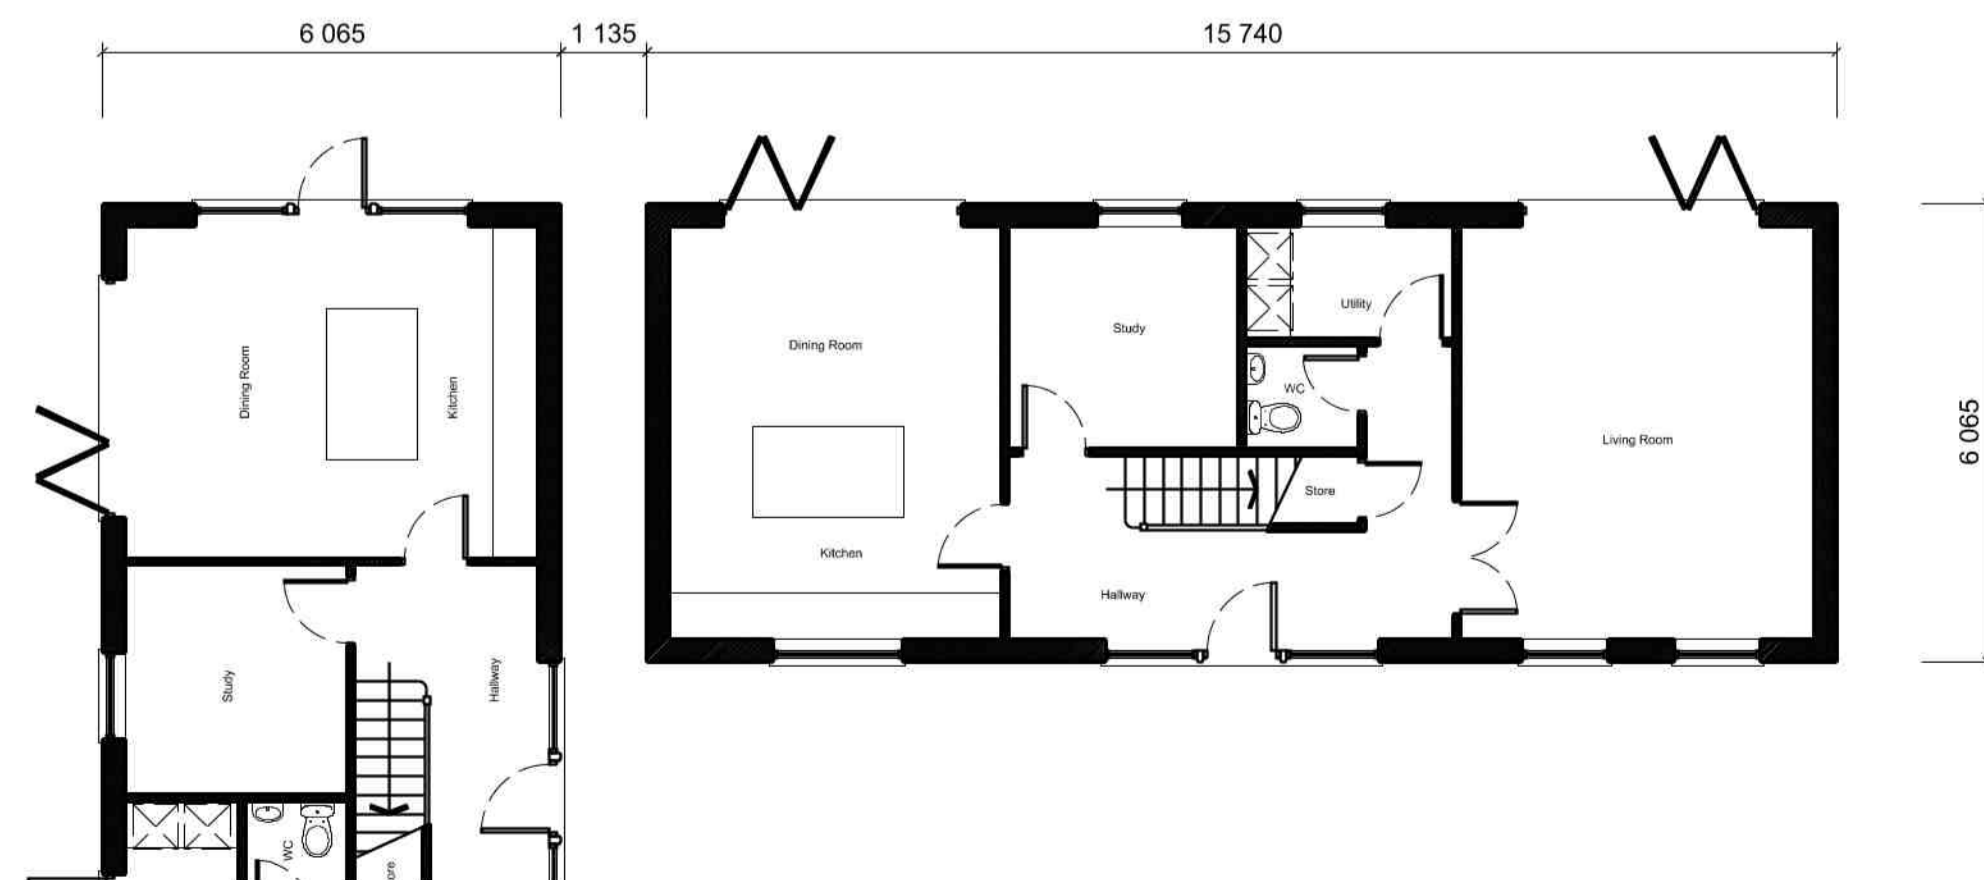 6 065
1 135
15 740
Dining Room
Kitchen
Study
Hallway
WC
ore
Dining Room
Kitchen
Study
Utility
WC
Store
Hallway
Living Room
6 065